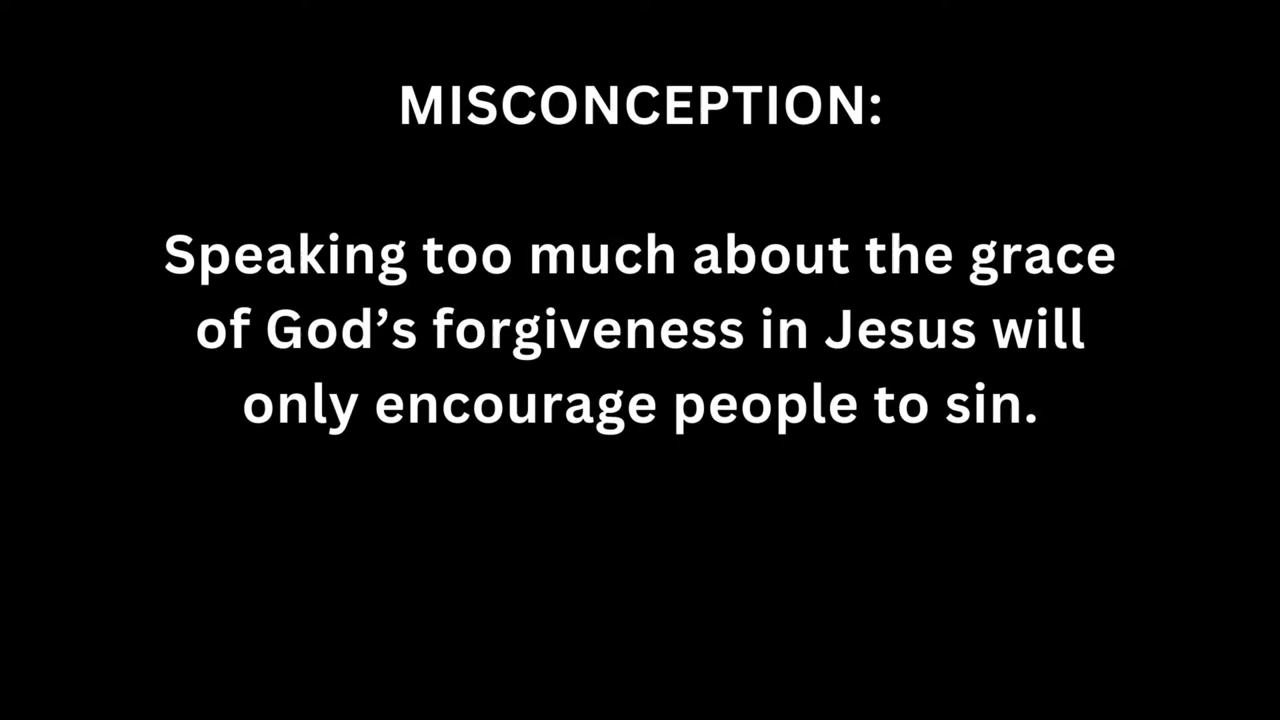 MISCONCEPTION:
Speaking too much about the grace
of God’s forgiveness in Jesus will
only encourage people to sin.